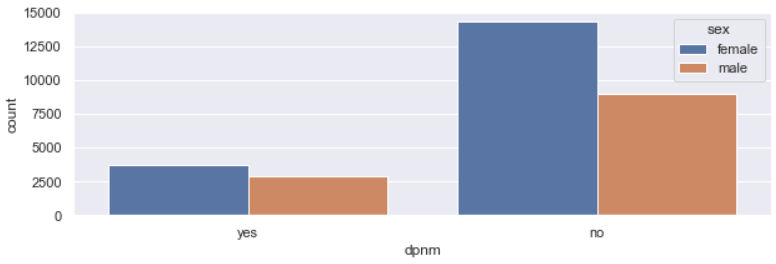 15000
12500
10000
7500
5000
2500
0
count
yes
no
dpnm
sex
female
male